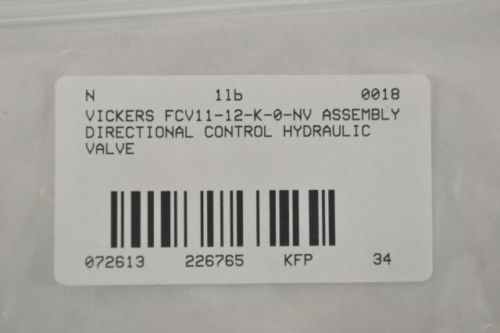 N 1lb 0018
VICKERS FCV11-12-K-0-NV ASSEMBLY
DIRECTIONAL CONTROL HYDRAULIC
VALVE
072613 226765 KFP 34